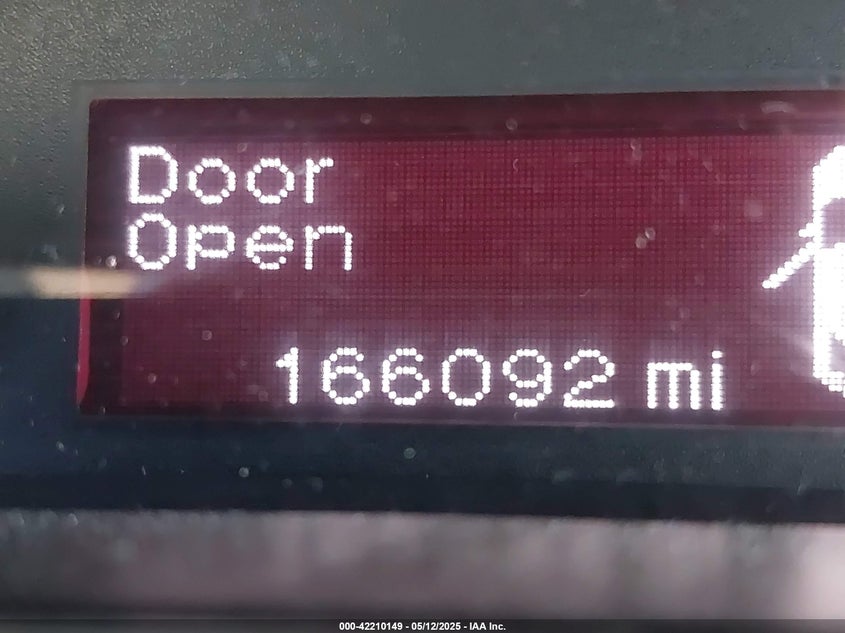 Door
Open
166092 mi
000-42210149 - 05/12/2025 - IAA Inc.